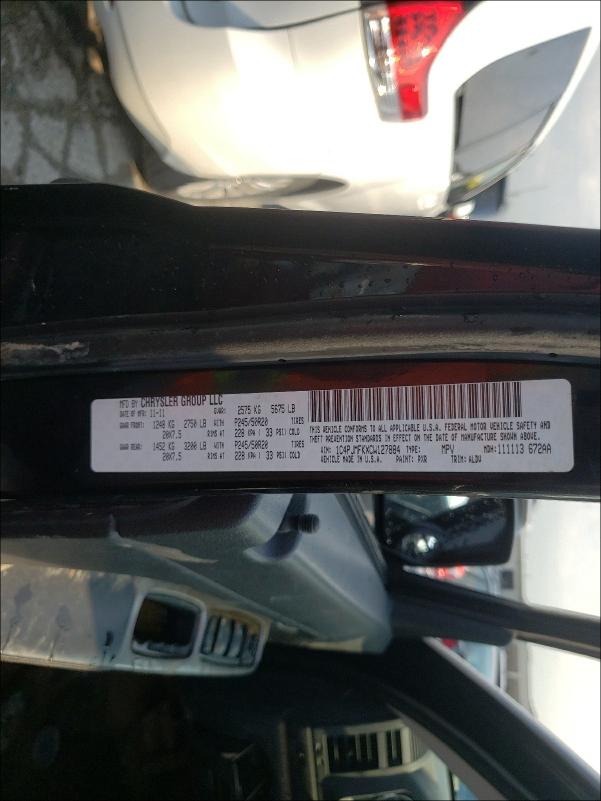 MFD BY CHRYSLER GROUP LLC
DATE OF MFR: 11-11 GVWR: 2575 KG 5675 LB
GAWR FRONT: 1248 KG 2750 LB WITH P245/50R20 TIRES
20X7.5 RIMS AT 228 KPA ( 33 PSI) COLD
GAWR REAR: 1452 KG 3200 LB WITH P245/50R20 TIRES
20X7.5 RIMS AT 228 KPA ( 33 PSI) COLD
THIS VEHICLE CONFORMS TO ALL APPLICABLE U.S.A. FEDERAL MOTOR VEHICLE SAFETY AND
THEFT PREVENTION STANDARDS IN EFFECT ON THE DATE OF MANUFACTURE SHOWN ABOVE.
VIN: 1C4PJMFKXCW127884 TYPE: MPV MDH: 111113 672AA
VEHICLE MADE IN U.S.A. PAINT: PXR TRIM: ALDV